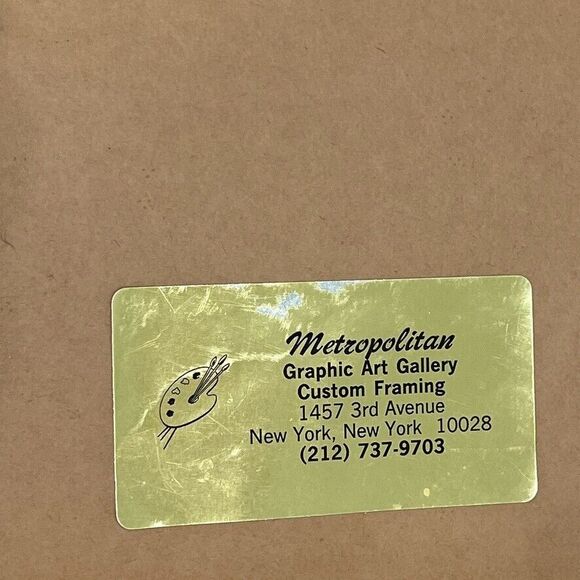 Metropolitan
Graphic Art Gallery
Custom Framing
1457 3rd Avenue
New York, New York 10028
(212) 737-9703